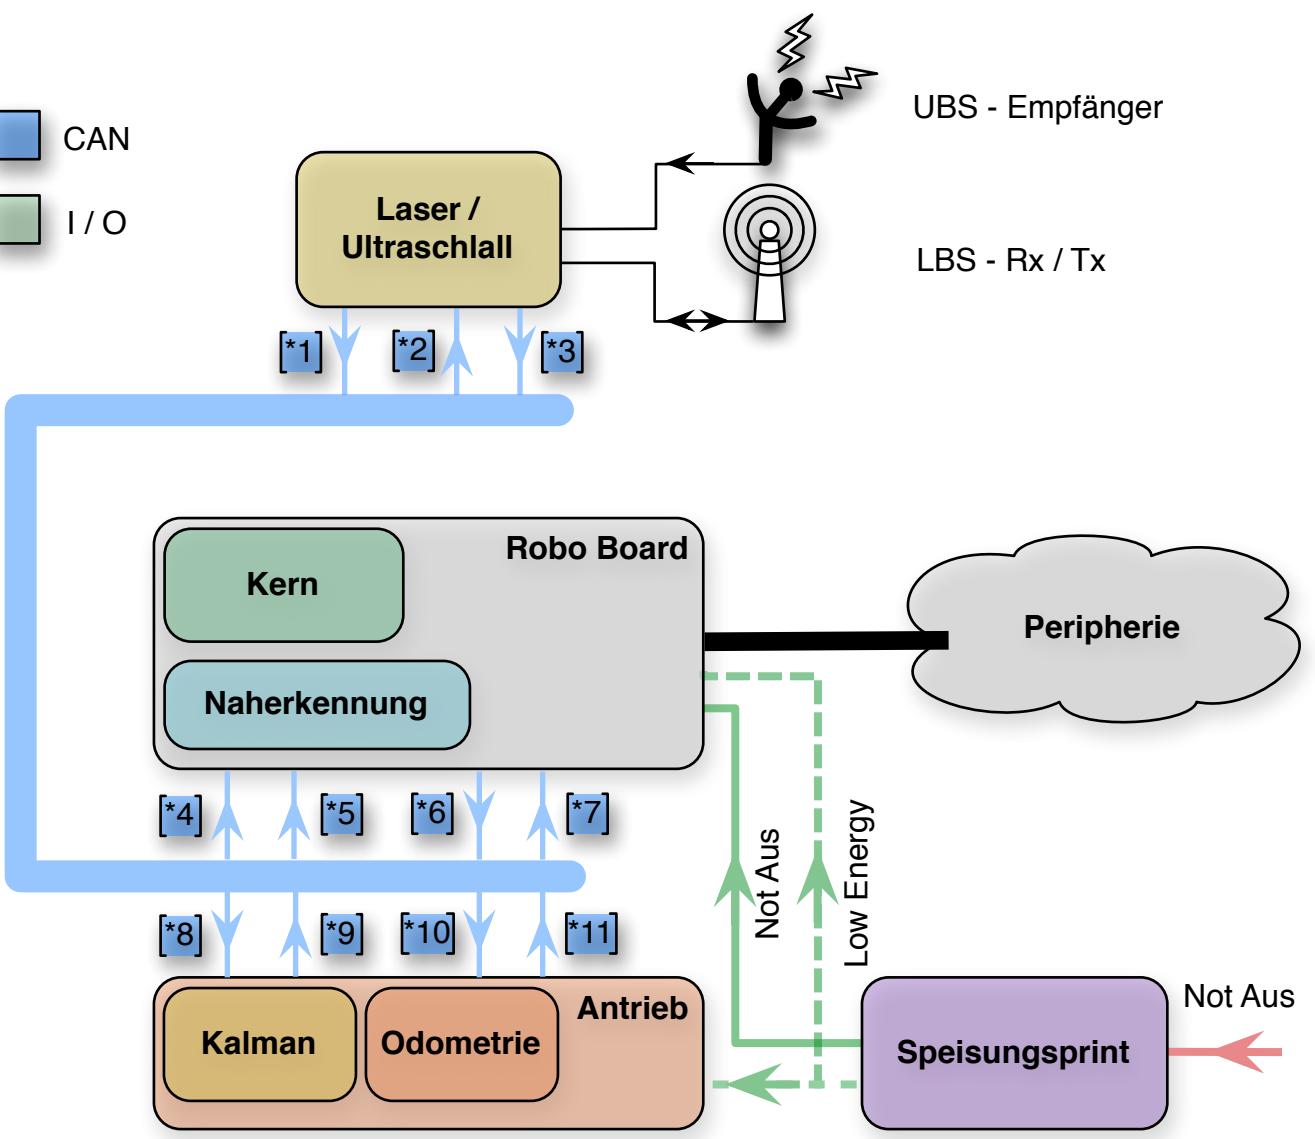 UBS - Empfänger
CAN
Laser /
Ultraschlall
I / O
LBS - Rx / Tx
[*1]
[*2]
[*3]
Robo Board
Kern
Peripherie
Naherkennung
[*4]
[*5]
[*6]
[*7]
Not Aus
Low Energy
[*8]
[*9]
[*10]
[*11]
Antrieb
Kalman
Odometrie
Not Aus
Speisungsprint